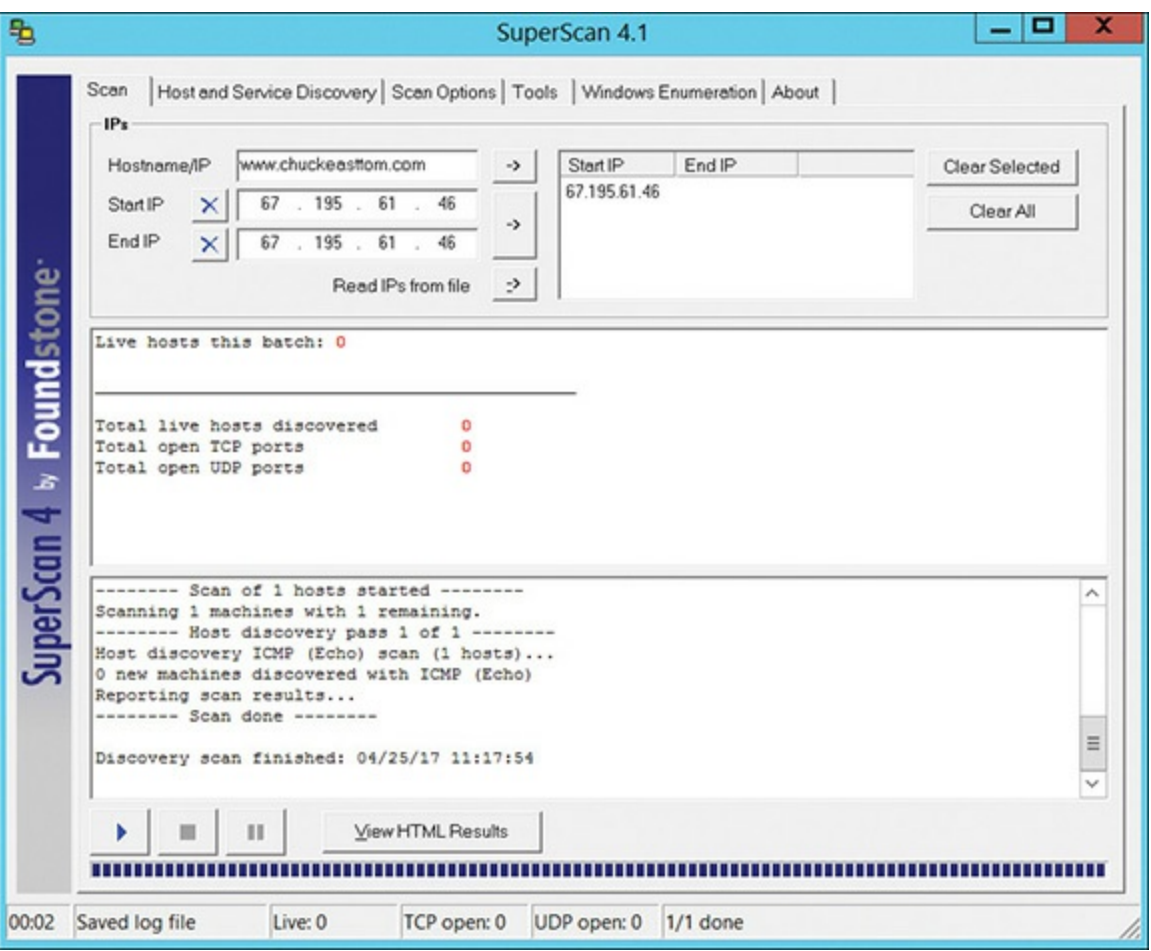 SuperScan 4.1
Scan Host and Service Discovery Scan Options Tools Windows Enumeration About
IPs
Hostname/IP www.chuckeasttom.com ->
Start IP X 67 . 195 . 61 . 46
End IP X 67 . 195 . 61 . 46
->
Read IPs from file ->
Start IP End IP
67.195.61.46
Clear Selected
Clear All
SuperScan 4 by Foundstone
Live hosts this batch: 0
Total live hosts discovered 0
Total open TCP ports 0
Total open UDP ports 0
-------- Scan of 1 hosts started --------
Scanning 1 machines with 1 remaining.
-------- Host discovery pass 1 of 1 --------
Host discovery ICMP (Echo) scan (1 hosts)...
0 new machines discovered with ICMP (Echo)
Reporting scan results...
-------- Scan done --------
Discovery scan finished: 04/25/17 11:17:54
View HTML Results
00:02 Saved log file Live: 0 TCP open: 0 UDP open: 0 1/1 done